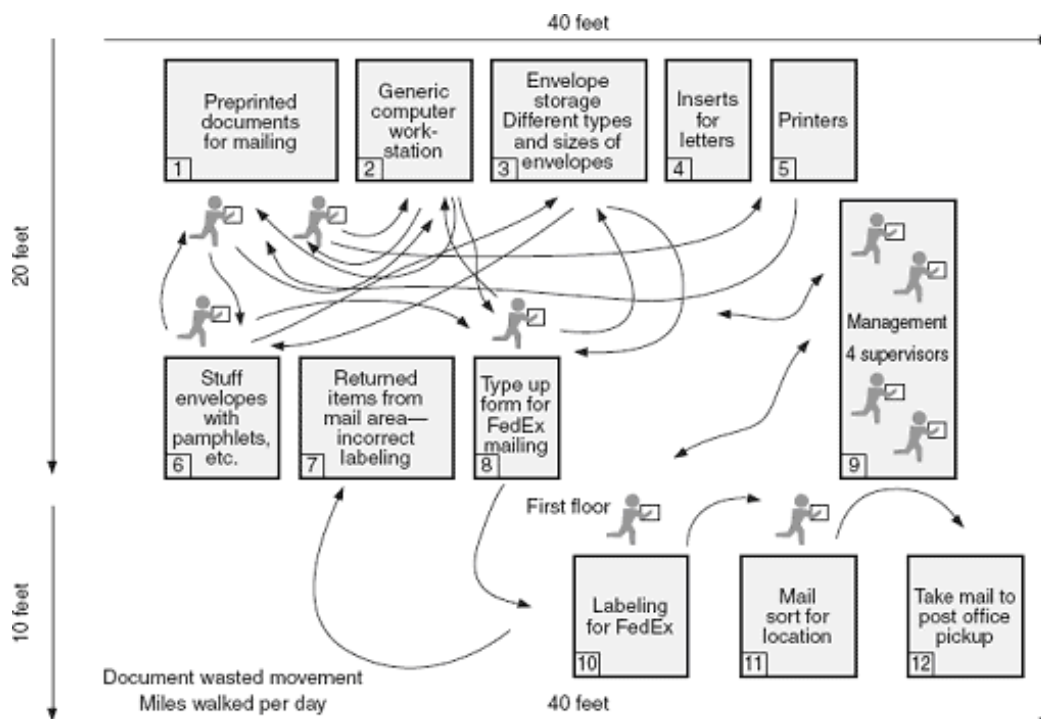 40 feet
Preprinted
documents
for mailing
1
Generic
computer
work-
station
2
Envelope
storage
Different types
and sizes of
envelopes
3
Inserts
for
letters
4
Printers
5
20 feet
Management
4 supervisors
9
Stuff
envelopes
with
pamphlets,
etc.
6
Returned
items from
mail area—
incorrect
labeling
7
Type up
form for
FedEx
mailing
8
First floor
10 feet
Labeling
for FedEx
10
Mail
sort for
location
11
Take mail to
post office
pickup
12
Document wasted movement
Miles walked per day
40 feet